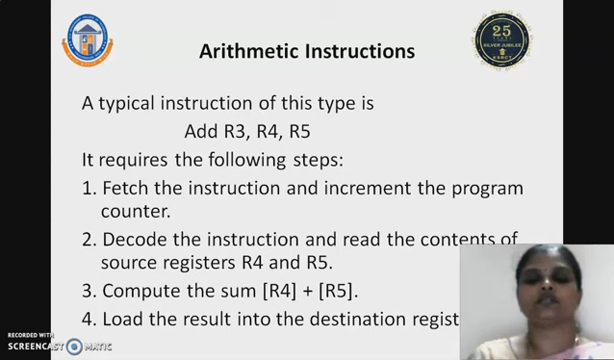 25
YEARS
SILVER JUBILEE
KSRCT
Arithmetic Instructions
A typical instruction of this type is
Add R3, R4, R5
It requires the following steps:
1. Fetch the instruction and increment the program
counter.
2. Decode the instruction and read the contents of
source registers R4 and R5.
3. Compute the sum [R4] + [R5].
4. Load the result into the destination regist
RECORDED WITH
SCREENCAST MATIC